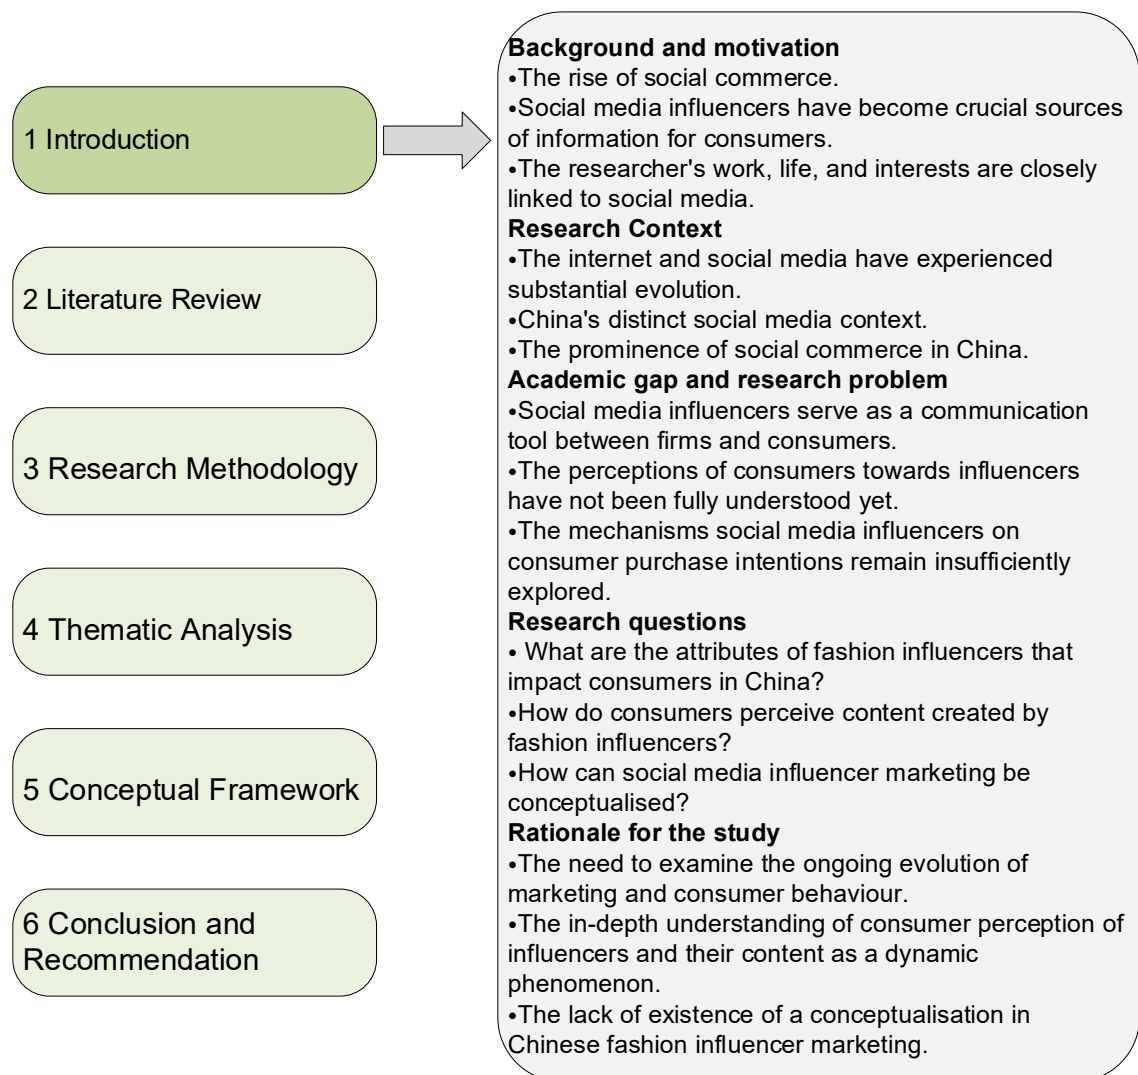 1 Introduction
2 Literature Review
3 Research Methodology
4 Thematic Analysis
5 Conceptual Framework
6 Conclusion and
Recommendation
Background and motivation
•The rise of social commerce.
•Social media influencers have become crucial sources
of information for consumers.
•The researcher's work, life, and interests are closely
linked to social media.
Research Context
•The internet and social media have experienced
substantial evolution.
•China's distinct social media context.
•The prominence of social commerce in China.
Academic gap and research problem
•Social media influencers serve as a communication
tool between firms and consumers.
•The perceptions of consumers towards influencers
have not been fully understood yet.
•The mechanisms social media influencers on
consumer purchase intentions remain insufficiently
explored.
Research questions
• What are the attributes of fashion influencers that
impact consumers in China?
•How do consumers perceive content created by
fashion influencers?
•How can social media influencer marketing be
conceptualised?
Rationale for the study
•The need to examine the ongoing evolution of
marketing and consumer behaviour.
•The in-depth understanding of consumer perception of
influencers and their content as a dynamic
phenomenon.
•The lack of existence of a conceptualisation in
Chinese fashion influencer marketing.